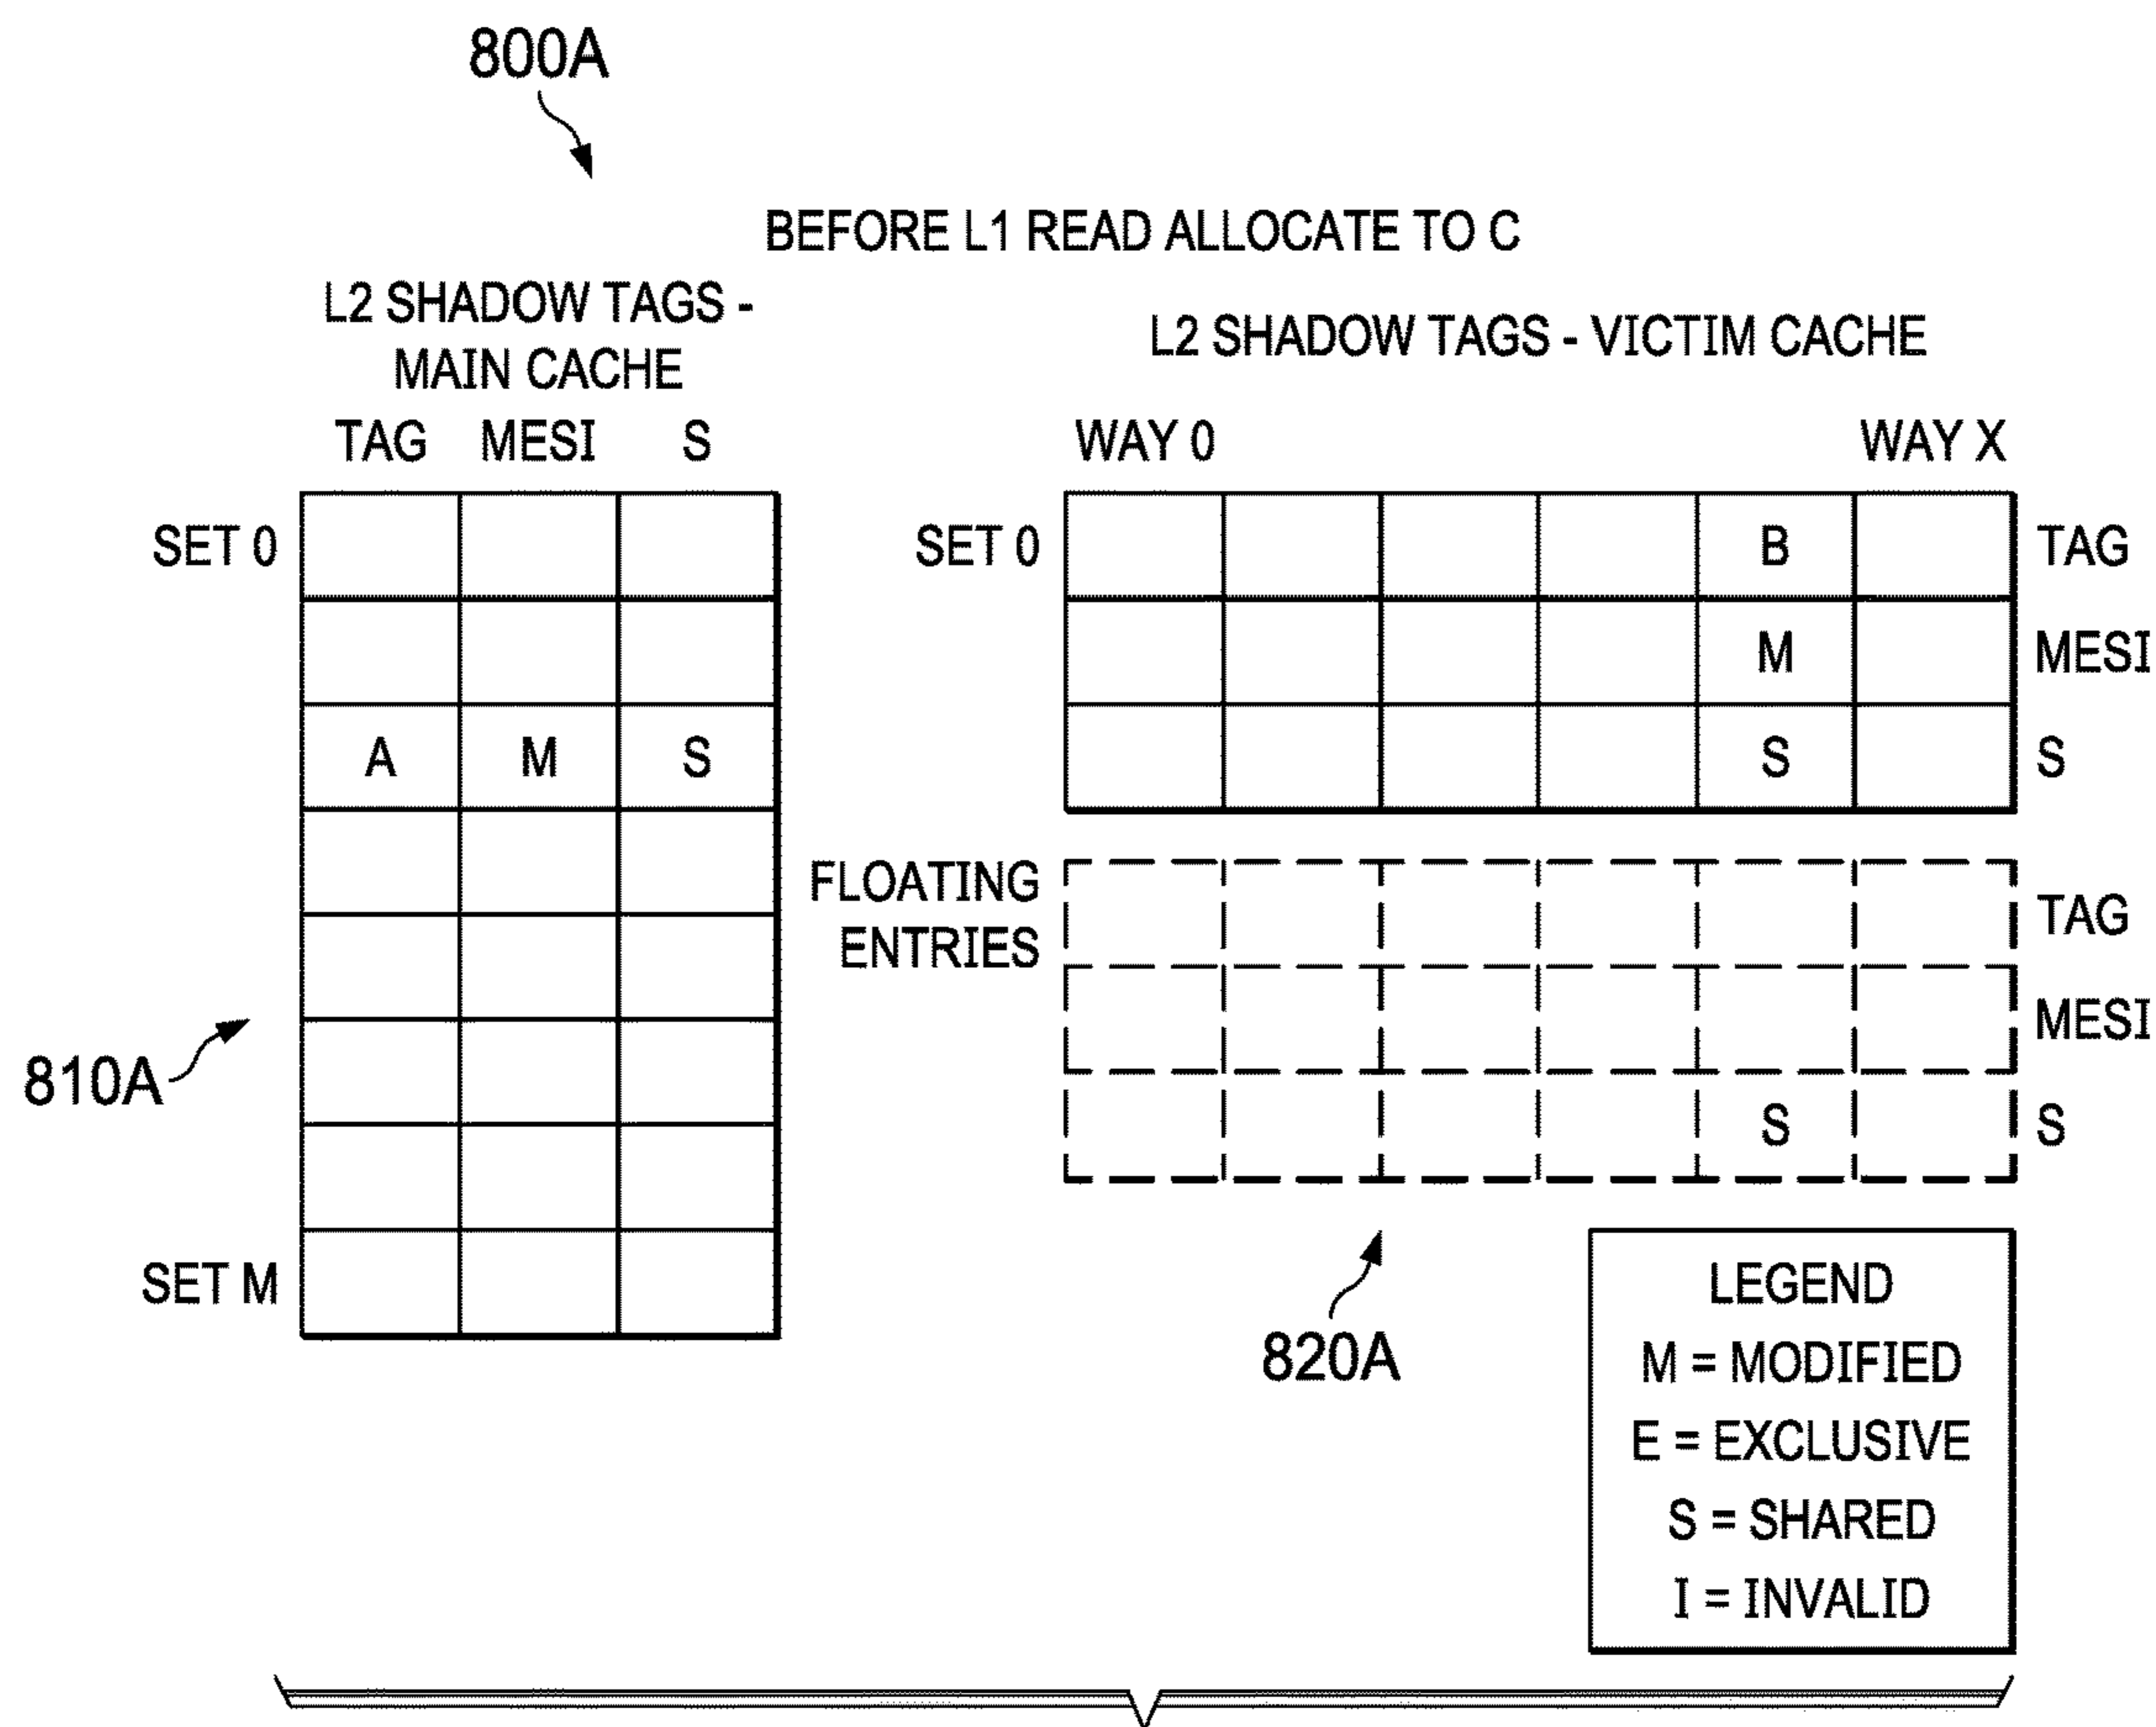 800A
BEFORE L1 READ ALLOCATE TO C
L2 SHADOW TAGS -
MAIN CACHE
TAG MESI S
SET 0
A M S
SET M
810A
L2 SHADOW TAGS - VICTIM CACHE
WAY 0 WAY X
SET 0 B TAG
M MESI
S S
FLOATING
ENTRIES
TAG
MESI
S S
820A
LEGEND
M = MODIFIED
E = EXCLUSIVE
S = SHARED
I = INVALID